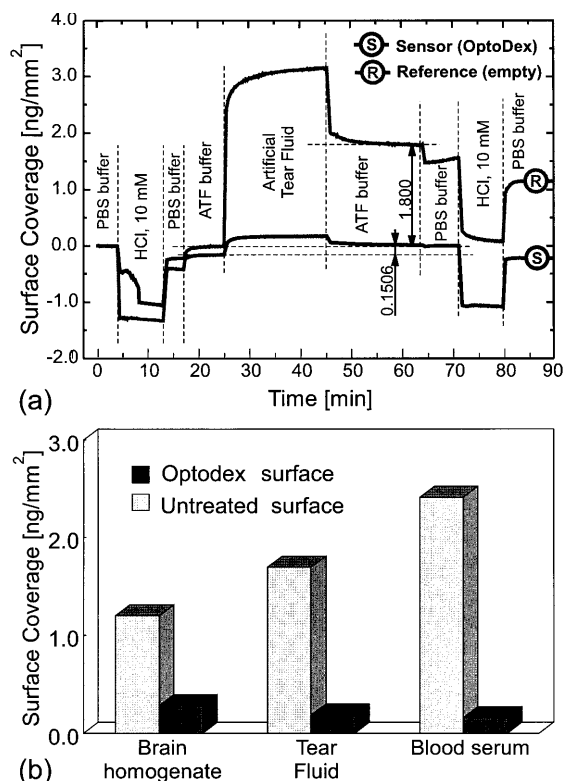 4.0
3.0
2.0
1.0
0.0
-1.0
-2.0
Surface Coverage [ng/mm²]
S Sensor (OptoDex)
R Reference (empty)
PBS buffer
HCl, 10 mM
PBS buffer
ATF buffer
Artificial
Tear Fluid
ATF buffer
1.800
0.1506
PBS buffer
HCl, 10 mM
PBS buffer
R
S
0 10 20 30 40 50 60 70 80 90
Time [min]
(a)
3.0
2.0
1.0
0.0
Surface Coverage [ng/mm²]
Optodex surface
Untreated surface
Brain
homogenate
Tear
Fluid
Blood serum
(b)